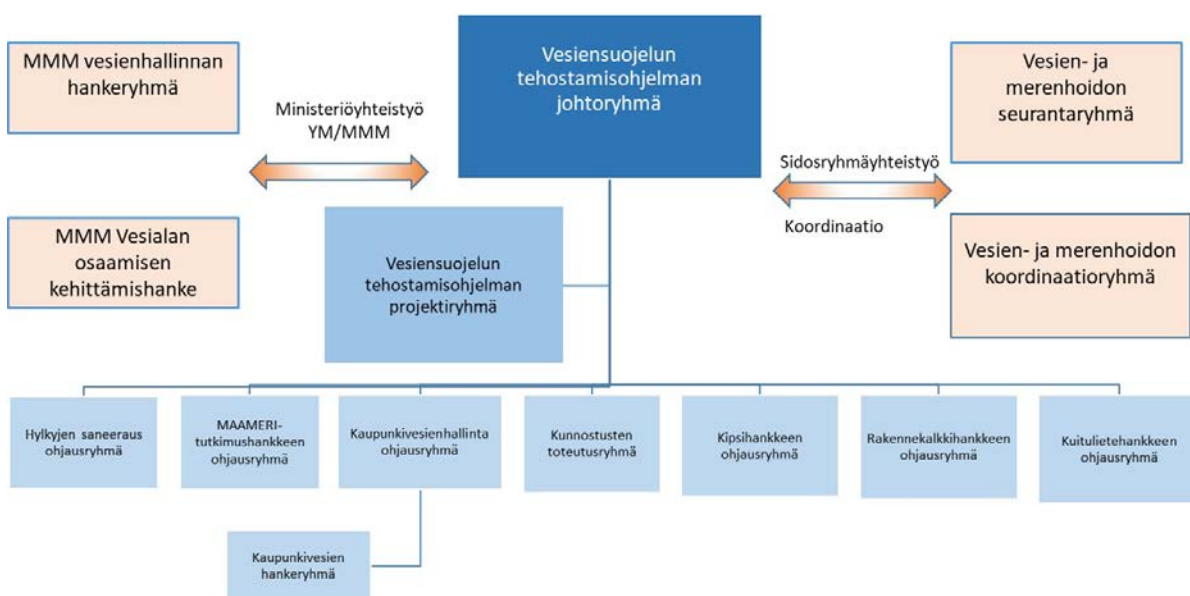 MMM vesienhallinnan
hankeryhmä
Ministeriöyhteistyö
YM/MMM
Vesiensuojelun
tehostamisohjelman
johtoryhmä
Sidosryhmäyhteistyö
Koordinaatio
Vesien- ja
merenhoidon
seurantaryhmä
MMM Vesialan
osaamisen
kehittämishanke
Vesiensuojelun
tehostamisohjelman
projektiryhmä
Vesien- ja merenhoidon
koordinaatioryhmä
Hylkyjen saneeraus
ohjausryhmä
MAAMERI-
tutkimushankkeen
ohjausryhmä
Kaupunkivesienhallinta
ohjausryhmä
Kunnostusten
toteutusryhmä
Kipsihankkeen
ohjausryhmä
Rakennekalkkihankkeen
ohjausryhmä
Kuitulietehankkeen
ohjausryhmä
Kaupunkivesien
hankeryhmä